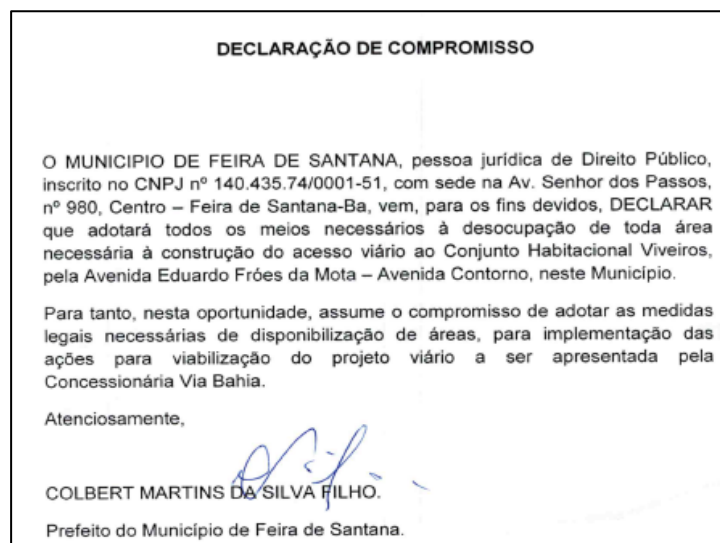 DECLARAÇÃO DE COMPROMISSO
O MUNICIPIO DE FEIRA DE SANTANA, pessoa jurídica de Direito Público,
inscrito no CNPJ nº 140.435.74/0001-51, com sede na Av. Senhor dos Passos,
nº 980, Centro – Feira de Santana-Ba, vem, para os fins devidos, DECLARAR
que adotará todos os meios necessários à desocupação de toda área
necessária à construção do acesso viário ao Conjunto Habitacional Viveiros,
pela Avenida Eduardo Fróes da Mota – Avenida Contorno, neste Município.
Para tanto, nesta oportunidade, assume o compromisso de adotar as medidas
legais necessárias de disponibilização de áreas, para implementação das
ações para viabilização do projeto viário a ser apresentada pela
Concessionária Via Bahia.
Atenciosamente,
COLBERT MARTINS DA SILVA FILHO.
Prefeito do Município de Feira de Santana.